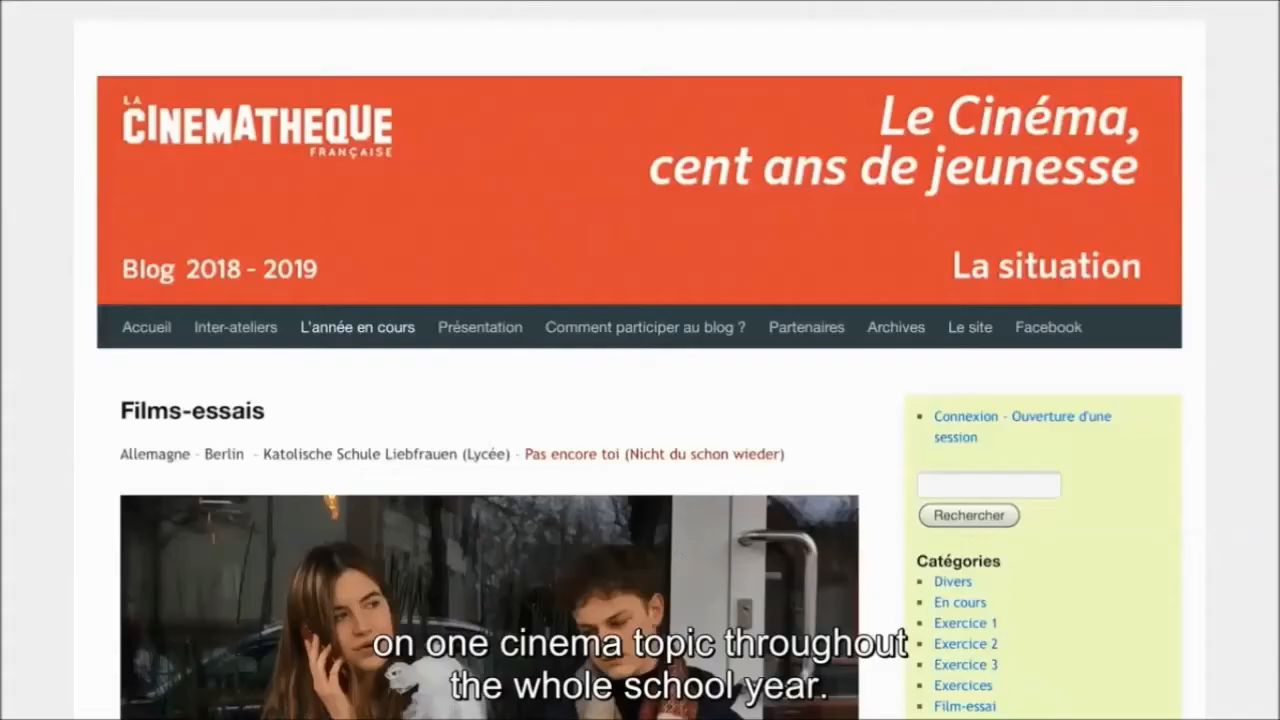 LA
CINEMATHEQUE
FRANÇAISE
Le Cinéma,
cent ans de jeunesse
Blog 2018 - 2019
La situation
Accueil Inter-ateliers L'année en cours Présentation Comment participer au blog ? Partenaires Archives Le site Facebook
Films-essais
Allemagne - Berlin - Katolische Schule Liebfrauen (Lycée) - Pas encore toi (Nicht du schon wieder)
Connexion - Ouverture d'une
session
Rechercher
Catégories
Divers
En cours
Exercice 1
Exercice 2
Exercice 3
Exercices
Film-essai
on one cinema topic throughout
the whole school year.